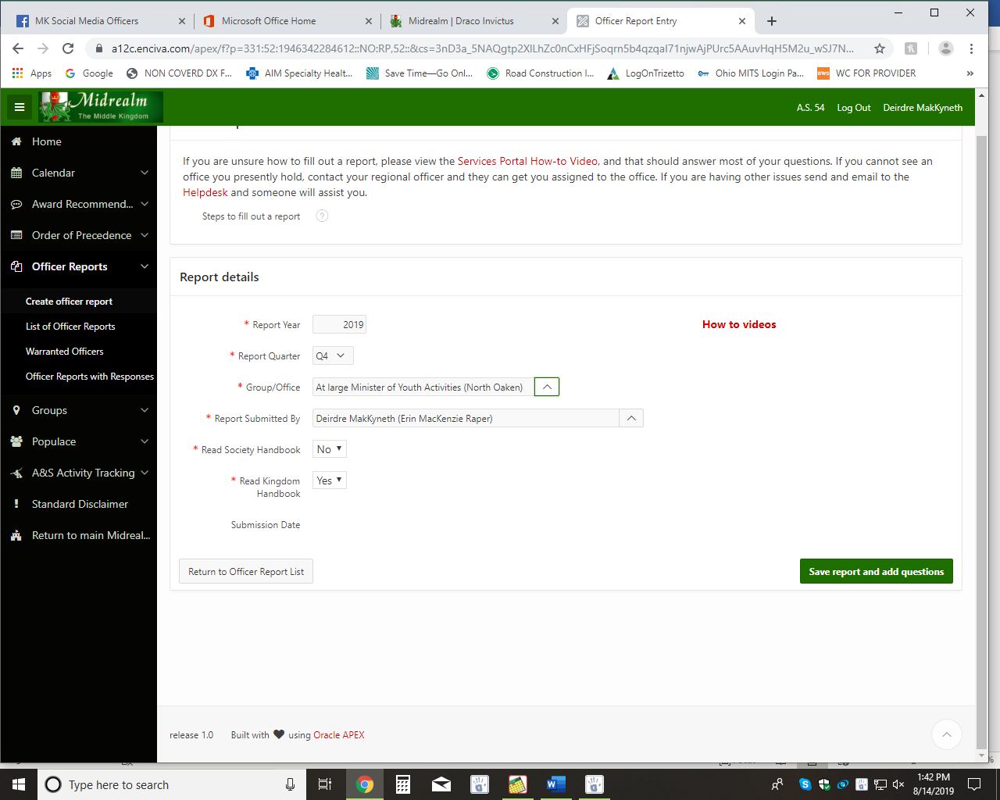 MK Social Media Officers
Microsoft Office Home
Midrealm | Draco Invictus
Officer Report Entry
a12c.enciva.com/apex/f?p=331:52:1946342284612::NO:RP,52::&cs=3nD3a_5NAQgtp2XILhZc0nCxHFjSoqrn5b4qzqaI71njwAjPUrc5AAuvHqH5M2u_wSJ7N...
Apps
Google
NON COVERD DX F...
AIM Specialty Healt...
Save Time—Go Onl...
Road Construction I...
LogOnTrizetto
Ohio MITS Login Pa...
BWC
WC FOR PROVIDER
»
Midrealm
The Middle Kingdom
A.S. 54
Log Out
Deirdre MakKyneth
Home
Calendar
Award Recommend...
Order of Precedence
Officer Reports
Create officer report
List of Officer Reports
Warranted Officers
Officer Reports with Responses
Groups
Populace
A&S Activity Tracking
Standard Disclaimer
Return to main Midreal...
If you are unsure how to fill out a report, please view the Services Portal How-to Video, and that should answer most of your questions. If you cannot see an
office you presently hold, contact your regional officer and they can get you assigned to the office. If you are having other issues send and email to the
Helpdesk and someone will assist you.
Steps to fill out a report ?
Report details
* Report Year 2019
How to videos
* Report Quarter Q4
* Group/Office At large Minister of Youth Activities (North Oaken)
* Report Submitted By Deirdre MakKyneth (Erin MacKenzie Raper)
* Read Society Handbook No
* Read Kingdom Handbook Yes
Submission Date
Return to Officer Report List
Save report and add questions
release 1.0
Built with ♥ using Oracle APEX
Type here to search
1:42 PM
8/14/2019